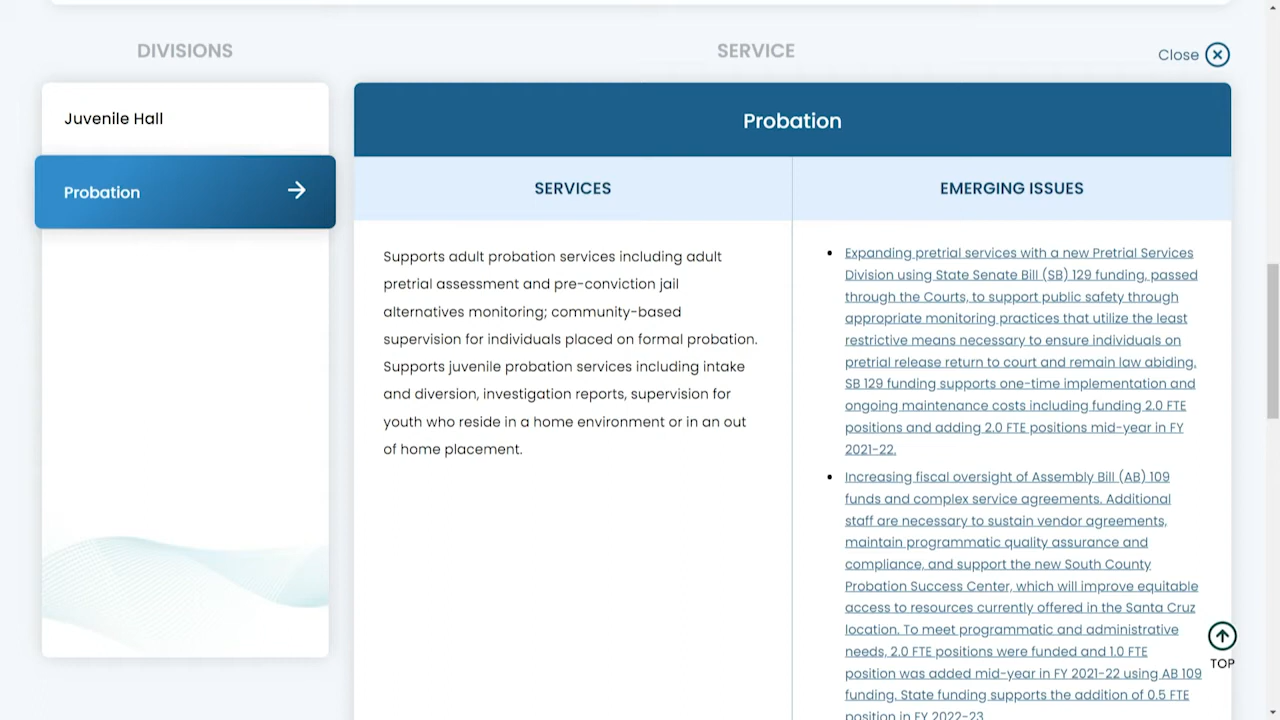 DIVISIONS
SERVICE
Close
Juvenile Hall
Probation
Probation
SERVICES
EMERGING ISSUES
Supports adult probation services including adult
pretrial assessment and pre-conviction jail
alternatives monitoring; community-based
supervision for individuals placed on formal probation.
Supports juvenile probation services including intake
and diversion, investigation reports, supervision for
youth who reside in a home environment or in an out
of home placement.
Expanding pretrial services with a new Pretrial Services
Division using State Senate Bill (SB) 129 funding, passed
through the Courts, to support public safety through
appropriate monitoring practices that utilize the least
restrictive means necessary to ensure individuals on
pretrial release return to court and remain law abiding.
SB 129 funding supports one-time implementation and
ongoing maintenance costs including funding 2.0 FTE
positions and adding 2.0 FTE positions mid-year in FY
2021-22.
Increasing fiscal oversight of Assembly Bill (AB) 109
funds and complex service agreements. Additional
staff are necessary to sustain vendor agreements,
maintain programmatic quality assurance and
compliance, and support the new South County
Probation Success Center, which will improve equitable
access to resources currently offered in the Santa Cruz
location. To meet programmatic and administrative
needs, 2.0 FTE positions were funded and 1.0 FTE
position was added mid-year in FY 2021-22 using AB 109
funding. State funding supports the addition of 0.5 FTE
position in FY 2022-23
TOP